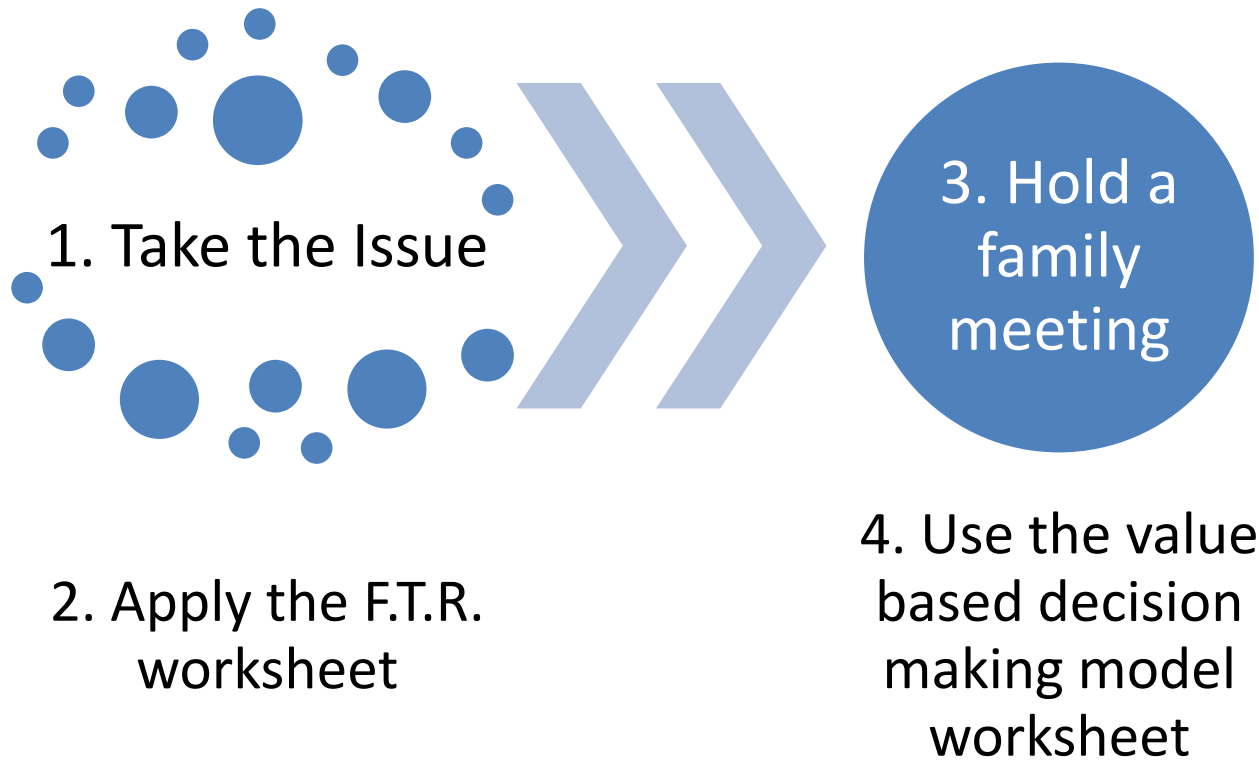 1. Take the Issue
2. Apply the F.T.R.
worksheet
3. Hold a
family
meeting
4. Use the value
based decision
making model
worksheet